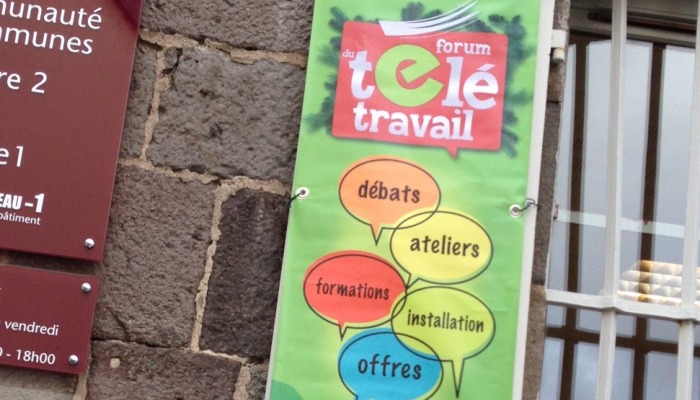 munauté
mmunes
re 2
e1
EAU -1
bâtiment
vendredi
0 - 18h00
forum
du
télé
travail
débats
ateliers
formations
installation
offres